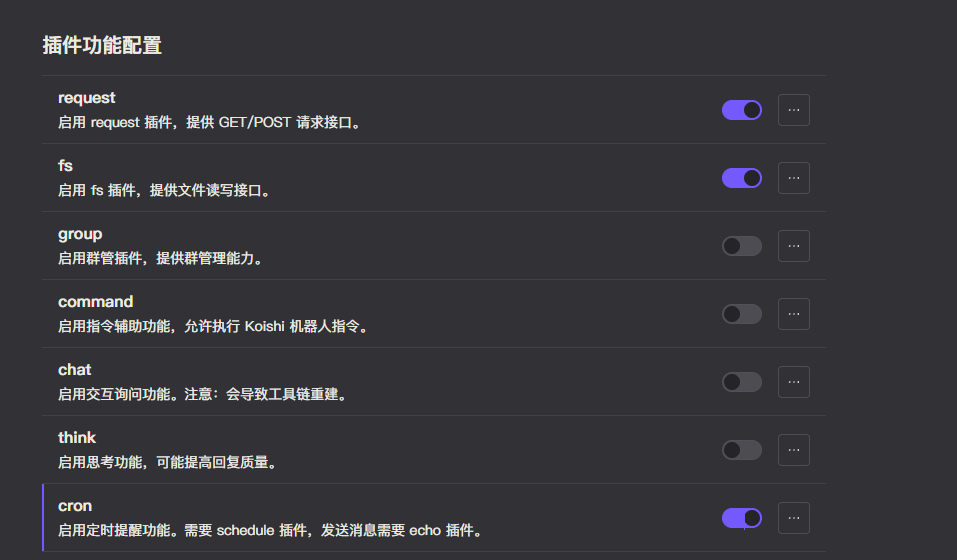 插件功能配置
request
启用 request 插件，提供 GET/POST 请求接口。
fs
启用 fs 插件，提供文件读写接口。
group
启用群管插件，提供群管理能力。
command
启用指令辅助功能，允许执行 Koishi 机器人指令。
chat
启用交互询问功能。注意：会导致工具链重建。
think
启用思考功能，可能提高回复质量。
cron
启用定时提醒功能。需要 schedule 插件，发送消息需要 echo 插件。